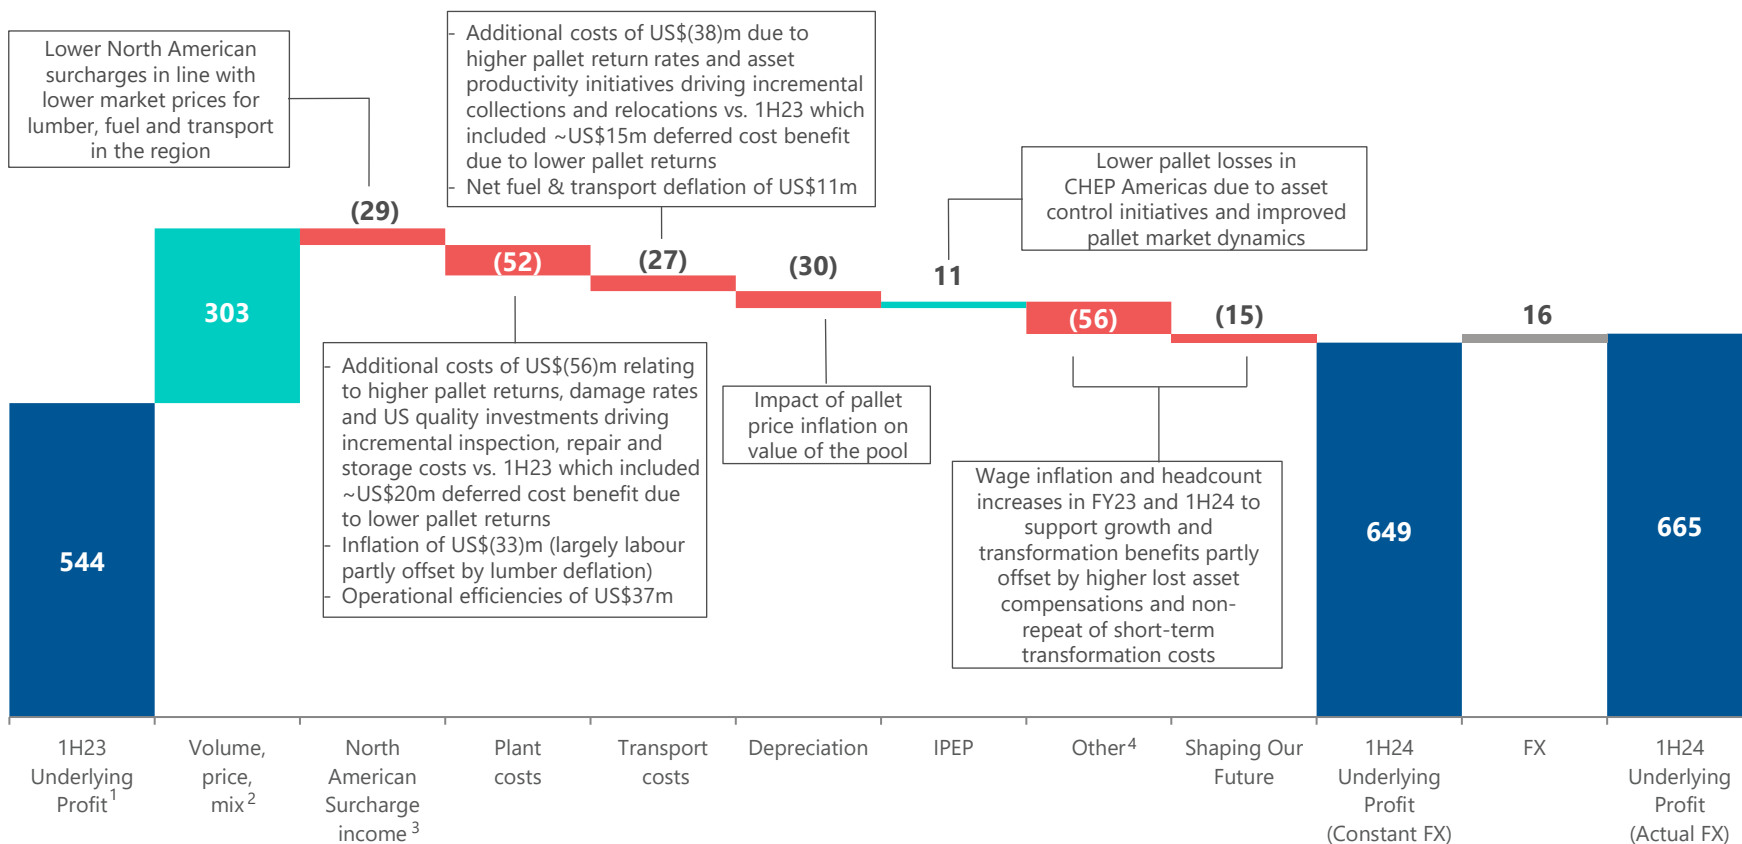 Lower North American
surcharges in line with
lower market prices for
lumber, fuel and transport
in the region
- Additional costs of US$(38)m due to
higher pallet return rates and asset
productivity initiatives driving incremental
collections and relocations vs. 1H23 which
included ~US$15m deferred cost benefit
due to lower pallet returns
- Net fuel & transport deflation of US$11m
Lower pallet losses in
CHEP Americas due to asset
control initiatives and improved
pallet market dynamics
544
303
(29)
(52)
(27)
(30)
11
(56)
(15)
649
16
665
- Additional costs of US$(56)m relating
to higher pallet returns, damage rates
and US quality investments driving
incremental inspection, repair and
storage costs vs. 1H23 which included
~US$20m deferred cost benefit due
to lower pallet returns
- Inflation of US$(33)m (largely labour
partly offset by lumber deflation)
- Operational efficiencies of US$37m
Impact of pallet
price inflation on
value of the pool
Wage inflation and headcount
increases in FY23 and 1H24 to
support growth and
transformation benefits partly
offset by higher lost asset
compensations and non-
repeat of short-term
transformation costs
1H23
Underlying
Profit1
Volume,
price,
mix2
North
American
Surcharge
income3
Plant
costs
Transport
costs
Depreciation
IPEP
Other4
Shaping Our
Future
1H24
Underlying
Profit
(Constant FX)
FX
1H24
Underlying
Profit
(Actual FX)